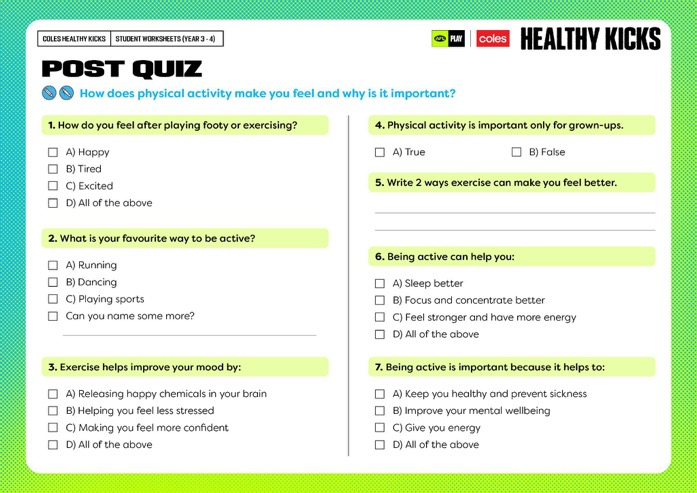 COLES HEALTHY KICKS STUDENT WORKSHEETS (YEAR 3 - 4)
AFL PLAY coles HEALTHY KICKS
POST QUIZ
How does physical activity make you feel and why is it important?
1. How do you feel after playing footy or exercising?
A) Happy
B) Tired
C) Excited
D) All of the above
2. What is your favourite way to be active?
A) Running
B) Dancing
C) Playing sports
Can you name some more?
3. Exercise helps improve your mood by:
A) Releasing happy chemicals in your brain
B) Helping you feel less stressed
C) Making you feel more confident
D) All of the above
4. Physical activity is important only for grown-ups.
A) True B) False
5. Write 2 ways exercise can make you feel better.
6. Being active can help you:
A) Sleep better
B) Focus and concentrate better
C) Feel stronger and have more energy
D) All of the above
7. Being active is important because it helps to:
A) Keep you healthy and prevent sickness
B) Improve your mental wellbeing
C) Give you energy
D) All of the above